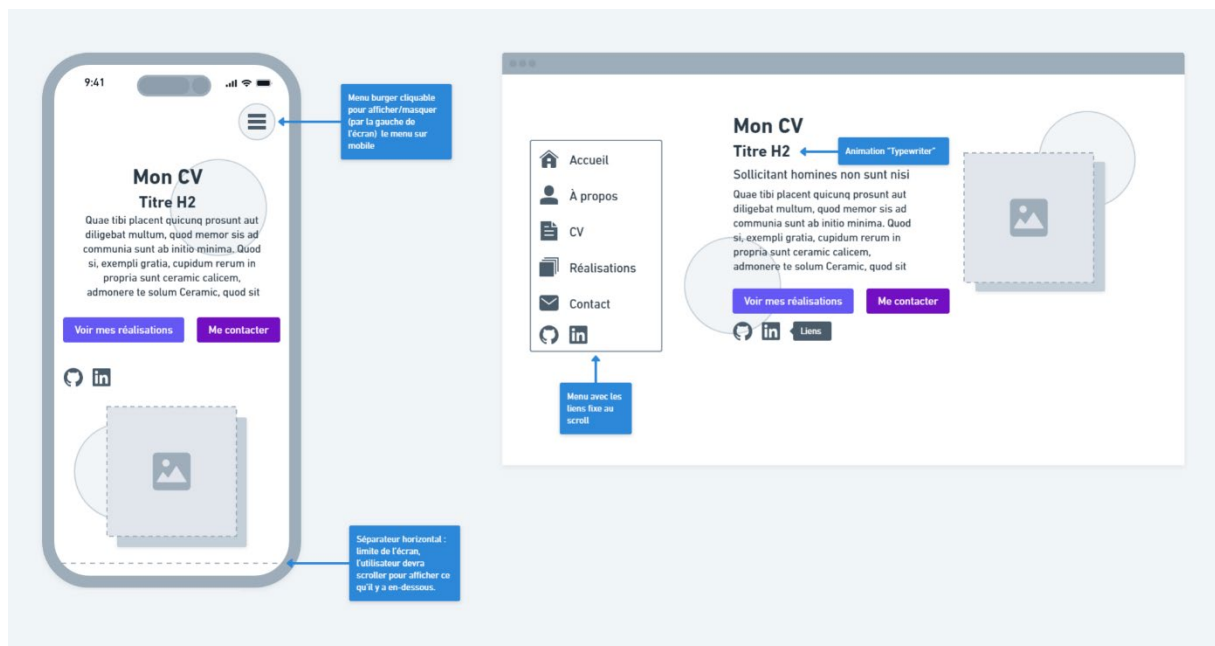 9:41
Menu burger cliquable
pour afficher/masquer
(par la gauche de
l'écran) le menu sur
mobile
Mon CV
Titre H2
Quae tibi placent quicunq prosunt aut
diligebat multum, quod memor sis ad
communia sunt ab initio minima. Quod
si, exempli gratia, cupidum rerum in
propria sunt ceramic calicem,
admonere te solum Ceramic, quod sit
Voir mes réalisations
Me contacter
in
Séparateur horizontal :
limite de l'écran,
l'utilisateur devra
scroller pour afficher ce
qu'il y a en-dessous.
Accueil
À propos
CV
Réalisations
Contact
in
Menu avec les
liens fixe au
scroll
Mon CV
Titre H2
Animation "Typewriter"
Sollicitant homines non sunt nisi
Quae tibi placent quicunq prosunt aut
diligebat multum, quod memor sis ad
communia sunt ab initio minima. Quod
si, exempli gratia, cupidum rerum in
propria sunt ceramic calicem,
admonere te solum Ceramic, quod sit
Voir mes réalisations
Me contacter
in
Liens